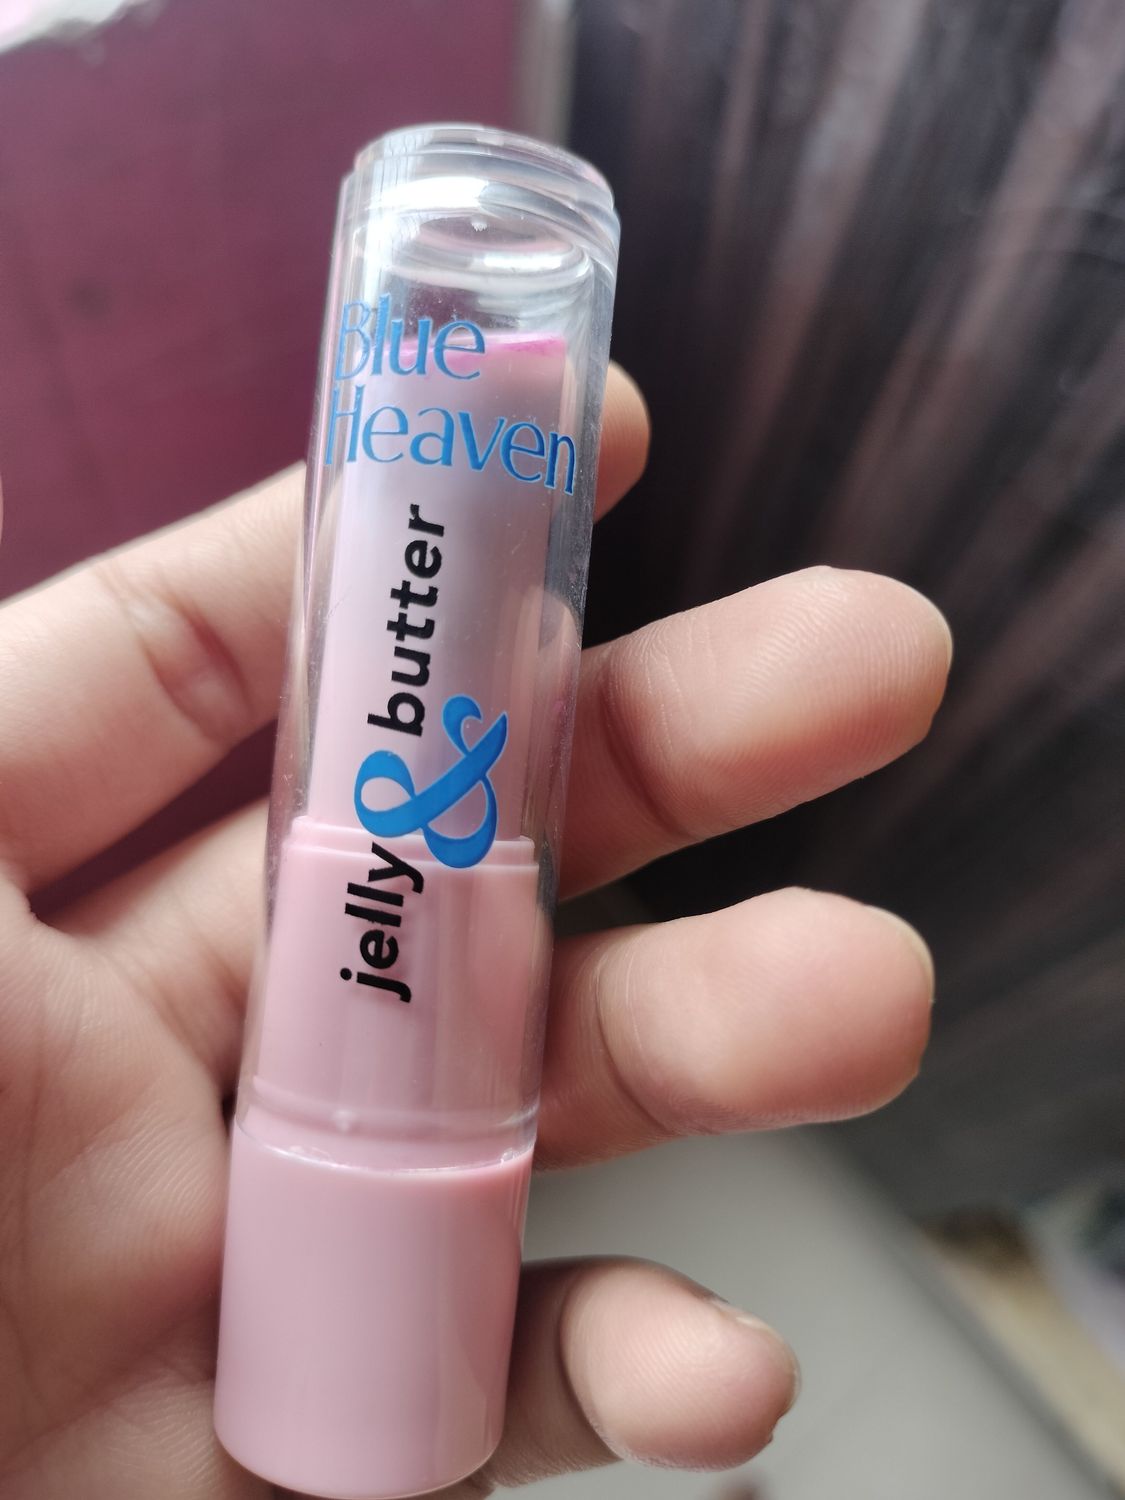 Blue
Heaven
jelly & butter